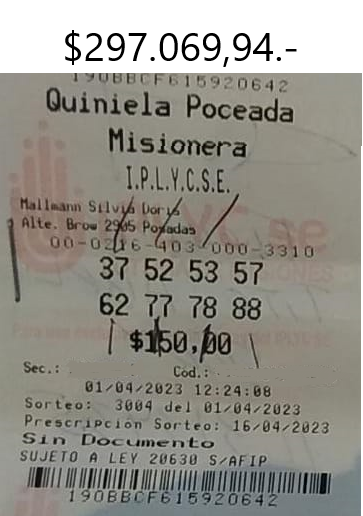 $297.069,94.-
190BBCF615920642
Quiniela Poceada
Misionera
I.P.L.Y.C.S.E.
Mallmann Silvia Doris
Alte. Brow 2905 Posadas
00-0216-403-000-3310
37 52 53 57
62 77 78 88
$150,00
Sec.: Cod.:
01/04/2023 12:24:08
Sorteo: 3004 del 01/04/2023
Prescripción Sorteo: 16/04/2023
Sin Documento
SUJETO A LEY 20630 S/AFIP
190BBCF615920642